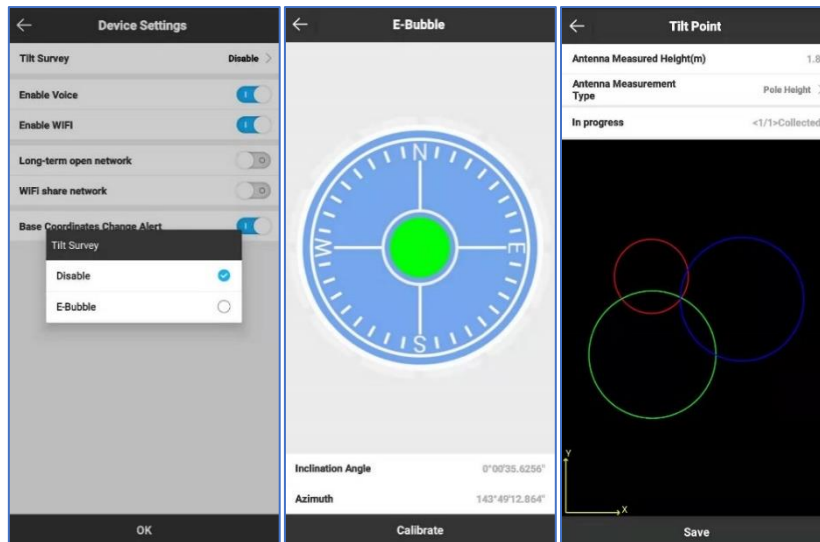 Device Settings
Tilt Survey Disable
Enable Voice
Enable WIFI
Long-term open network
WIFI share network
Base Coordinates Change Alert
Tilt Survey
Disable
E-Bubble
OK
E-Bubble
N
W E
S
Inclination Angle 0°00'35.6256"
Azimuth 143°49'12.864"
Calibrate
Tilt Point
Antenna Measured Height(m) 1.8
Antenna Measurement
Type Pole Height
In progress <1/1>Collected
Y
X
Save